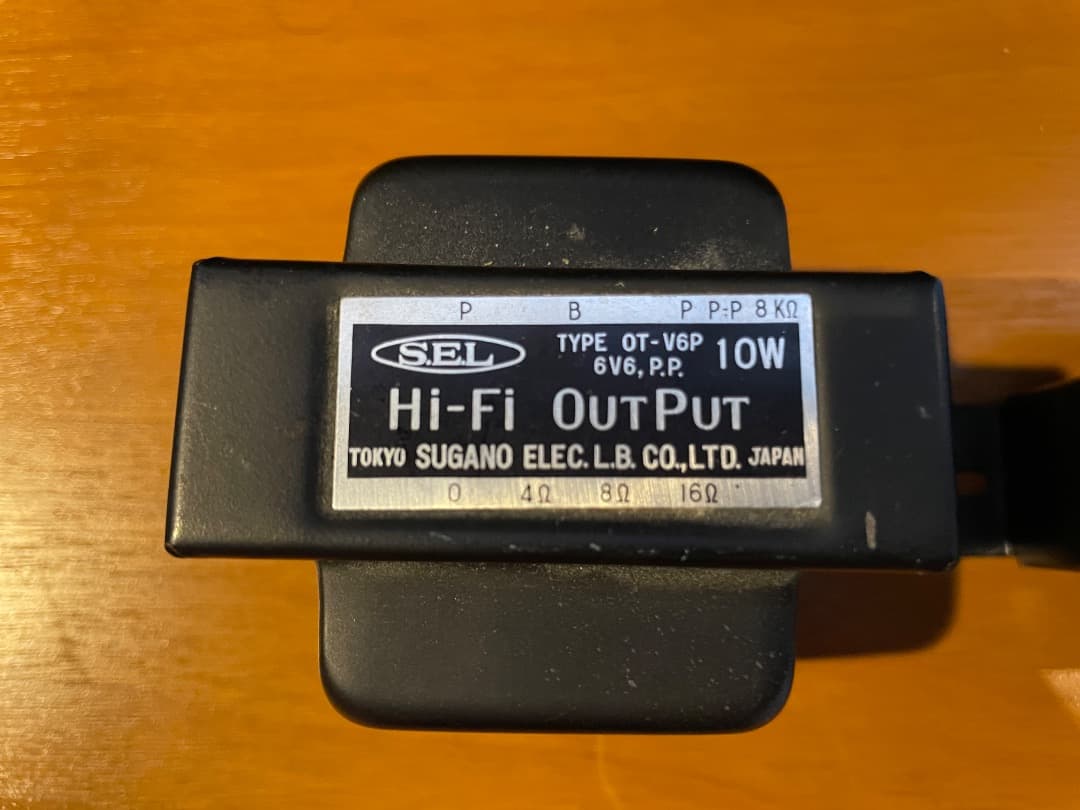 P B P P-P 8 KΩ
S.E.L TYPE OT-V6P 10W
6V6, P.P.
Hi-Fi OUTPUT
TOKYO SUGANO ELEC. L.B. CO., LTD. JAPAN
0 4Ω 8Ω 16Ω